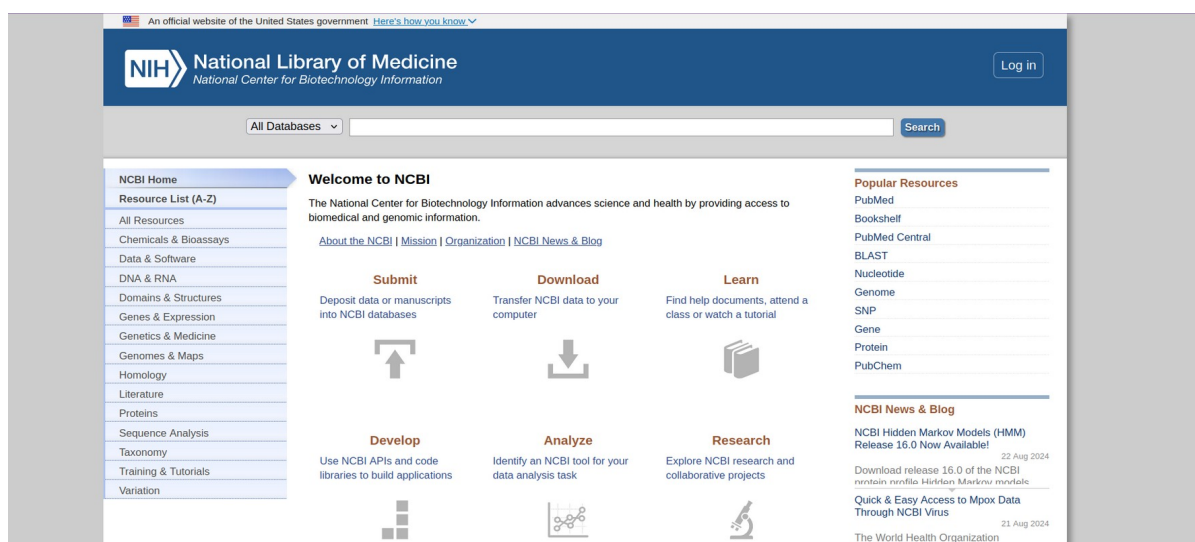 An official website of the United States government Here's how you know
NIH National Library of Medicine
National Center for Biotechnology Information
Log in
All Databases
Search
NCBI Home
Resource List (A-Z)
All Resources
Chemicals & Bioassays
Data & Software
DNA & RNA
Domains & Structures
Genes & Expression
Genetics & Medicine
Genomes & Maps
Homology
Literature
Proteins
Sequence Analysis
Taxonomy
Training & Tutorials
Variation
Welcome to NCBI
The National Center for Biotechnology Information advances science and health by providing access to
biomedical and genomic information.
About the NCBI | Mission | Organization | NCBI News & Blog
Submit
Deposit data or manuscripts
into NCBI databases
Download
Transfer NCBI data to your
computer
Learn
Find help documents, attend a
class or watch a tutorial
Develop
Use NCBI APIs and code
libraries to build applications
Analyze
Identify an NCBI tool for your
data analysis task
Research
Explore NCBI research and
collaborative projects
Popular Resources
PubMed
Bookshelf
PubMed Central
BLAST
Nucleotide
Genome
SNP
Gene
Protein
PubChem
NCBI News & Blog
NCBI Hidden Markov Models (HMM)
Release 16.0 Now Available!
22 Aug 2024
Download release 16.0 of the NCBI
protein profile Hidden Markov models
Quick & Easy Access to Mpox Data
Through NCBI Virus
21 Aug 2024
The World Health Organization